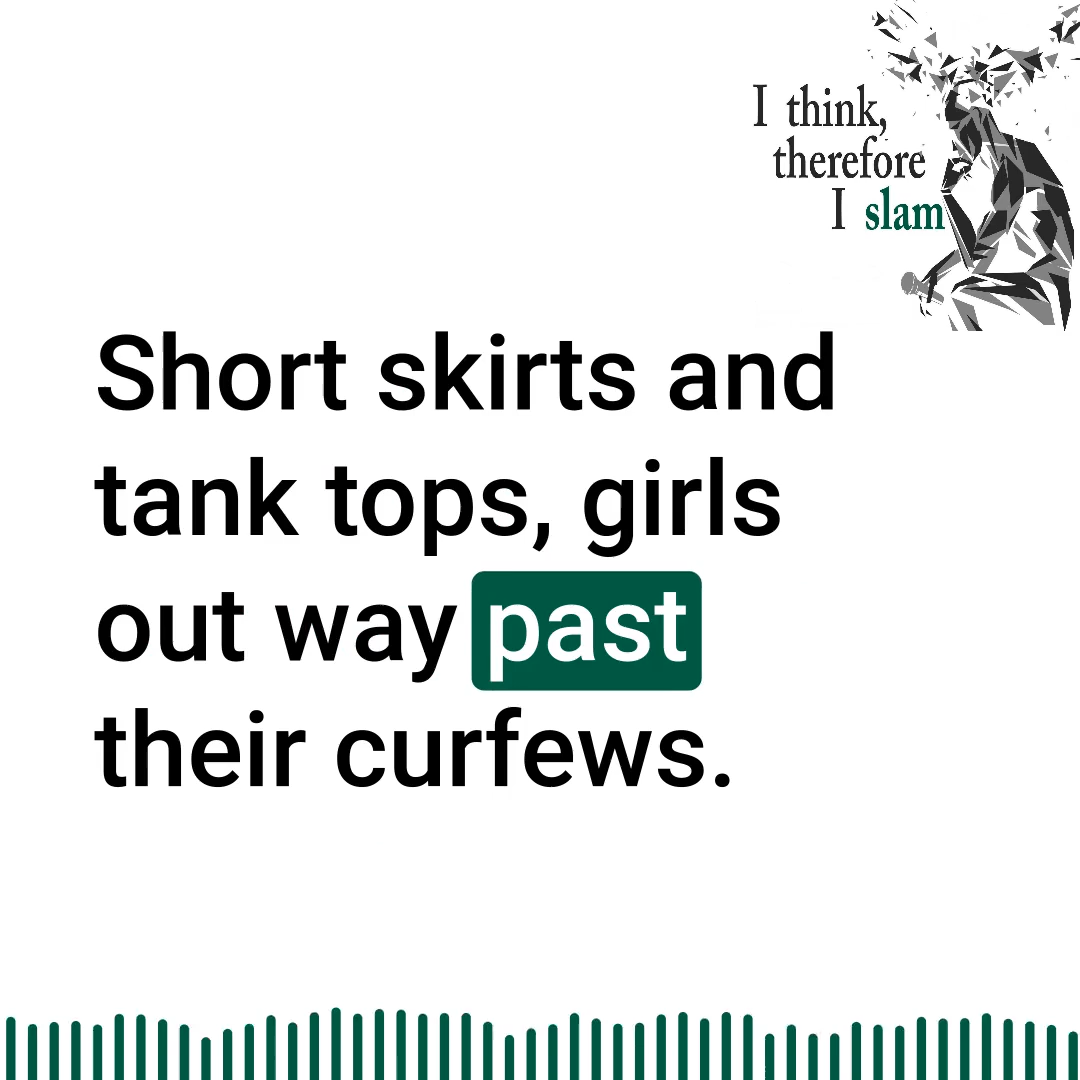 I think,
therefore
I slam
Short skirts and
tank tops, girls
out way past
their curfews.